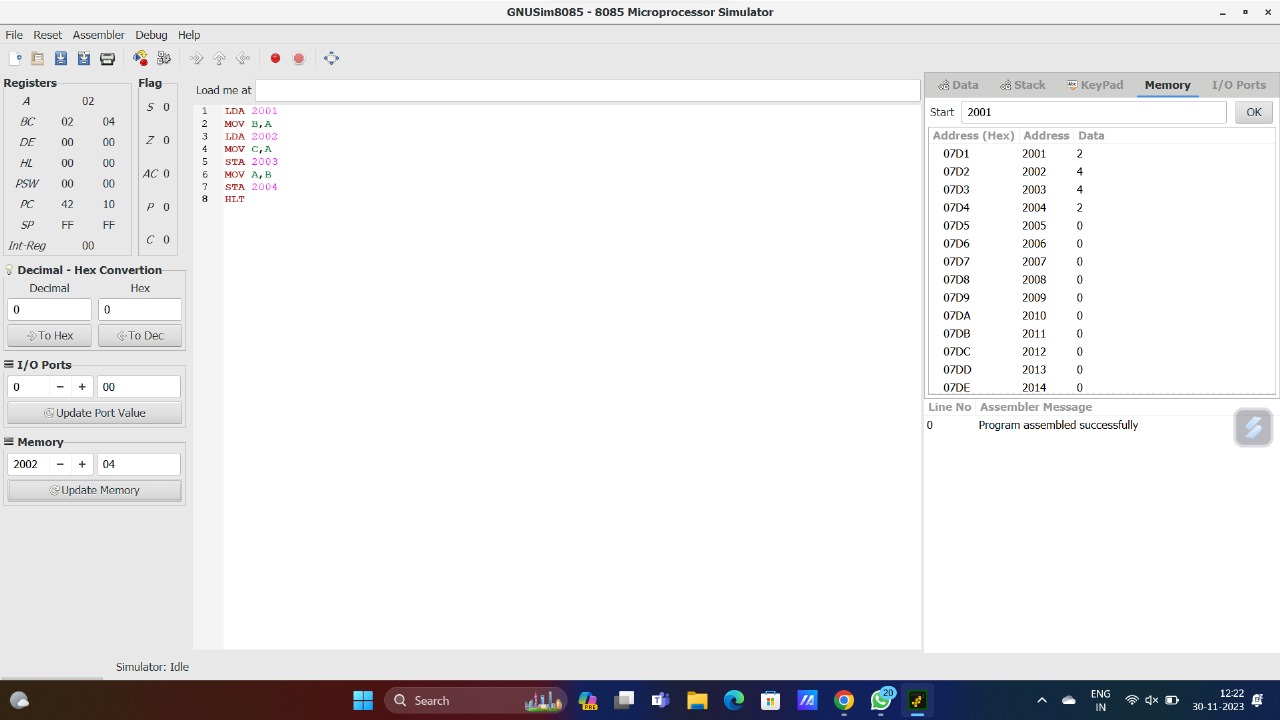 GNUSim8085 - 8085 Microprocessor Simulator
File Reset Assembler Debug Help
Registers
A 02
BC 02 04
DE 00 00
HL 00 00
PSW 00 00
PC 42 10
SP FF FF
Int-Reg 00
Flag
S 0
Z 0
AC 0
P 0
C 0
Decimal - Hex Convertion
Decimal Hex
0 0
To Hex To Dec
I/O Ports
0 - + 00
Update Port Value
Memory
2002 - + 04
Update Memory
Load me at
1 LDA 2001
2 MOV B,A
3 LDA 2002
4 MOV C,A
5 STA 2003
6 MOV A,B
7 STA 2004
8 HLT
Data Stack KeyPad Memory I/O Ports
Start 2001 OK
Address (Hex) Address Data
07D1 2001 2
07D2 2002 4
07D3 2003 4
07D4 2004 2
07D5 2005 0
07D6 2006 0
07D7 2007 0
07D8 2008 0
07D9 2009 0
07DA 2010 0
07DB 2011 0
07DC 2012 0
07DD 2013 0
07DE 2014 0
Line No Assembler Message
0 Program assembled successfully
Simulator: Idle
Search
PRE
20
ENG
IN
12:22
30-11-2023